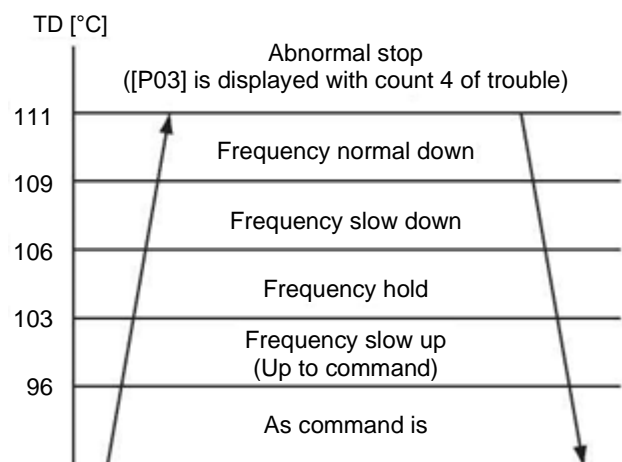 TD [°C]
Abnormal stop
([P03] is displayed with count 4 of trouble)
111
Frequency normal down
109
Frequency slow down
106
Frequency hold
103
Frequency slow up
(Up to command)
96
As command is